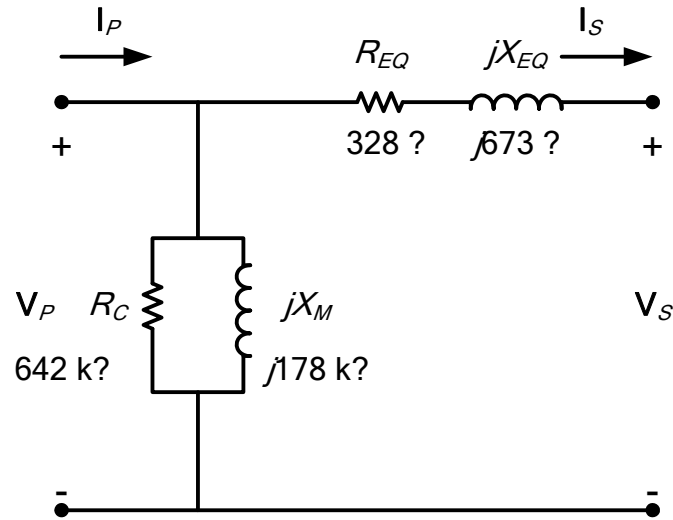 I_P I_S
R_EQ jX_EQ
328 ? j673 ?
+ +
V_P R_C jX_M V_S
642 k? j178 k?
- -